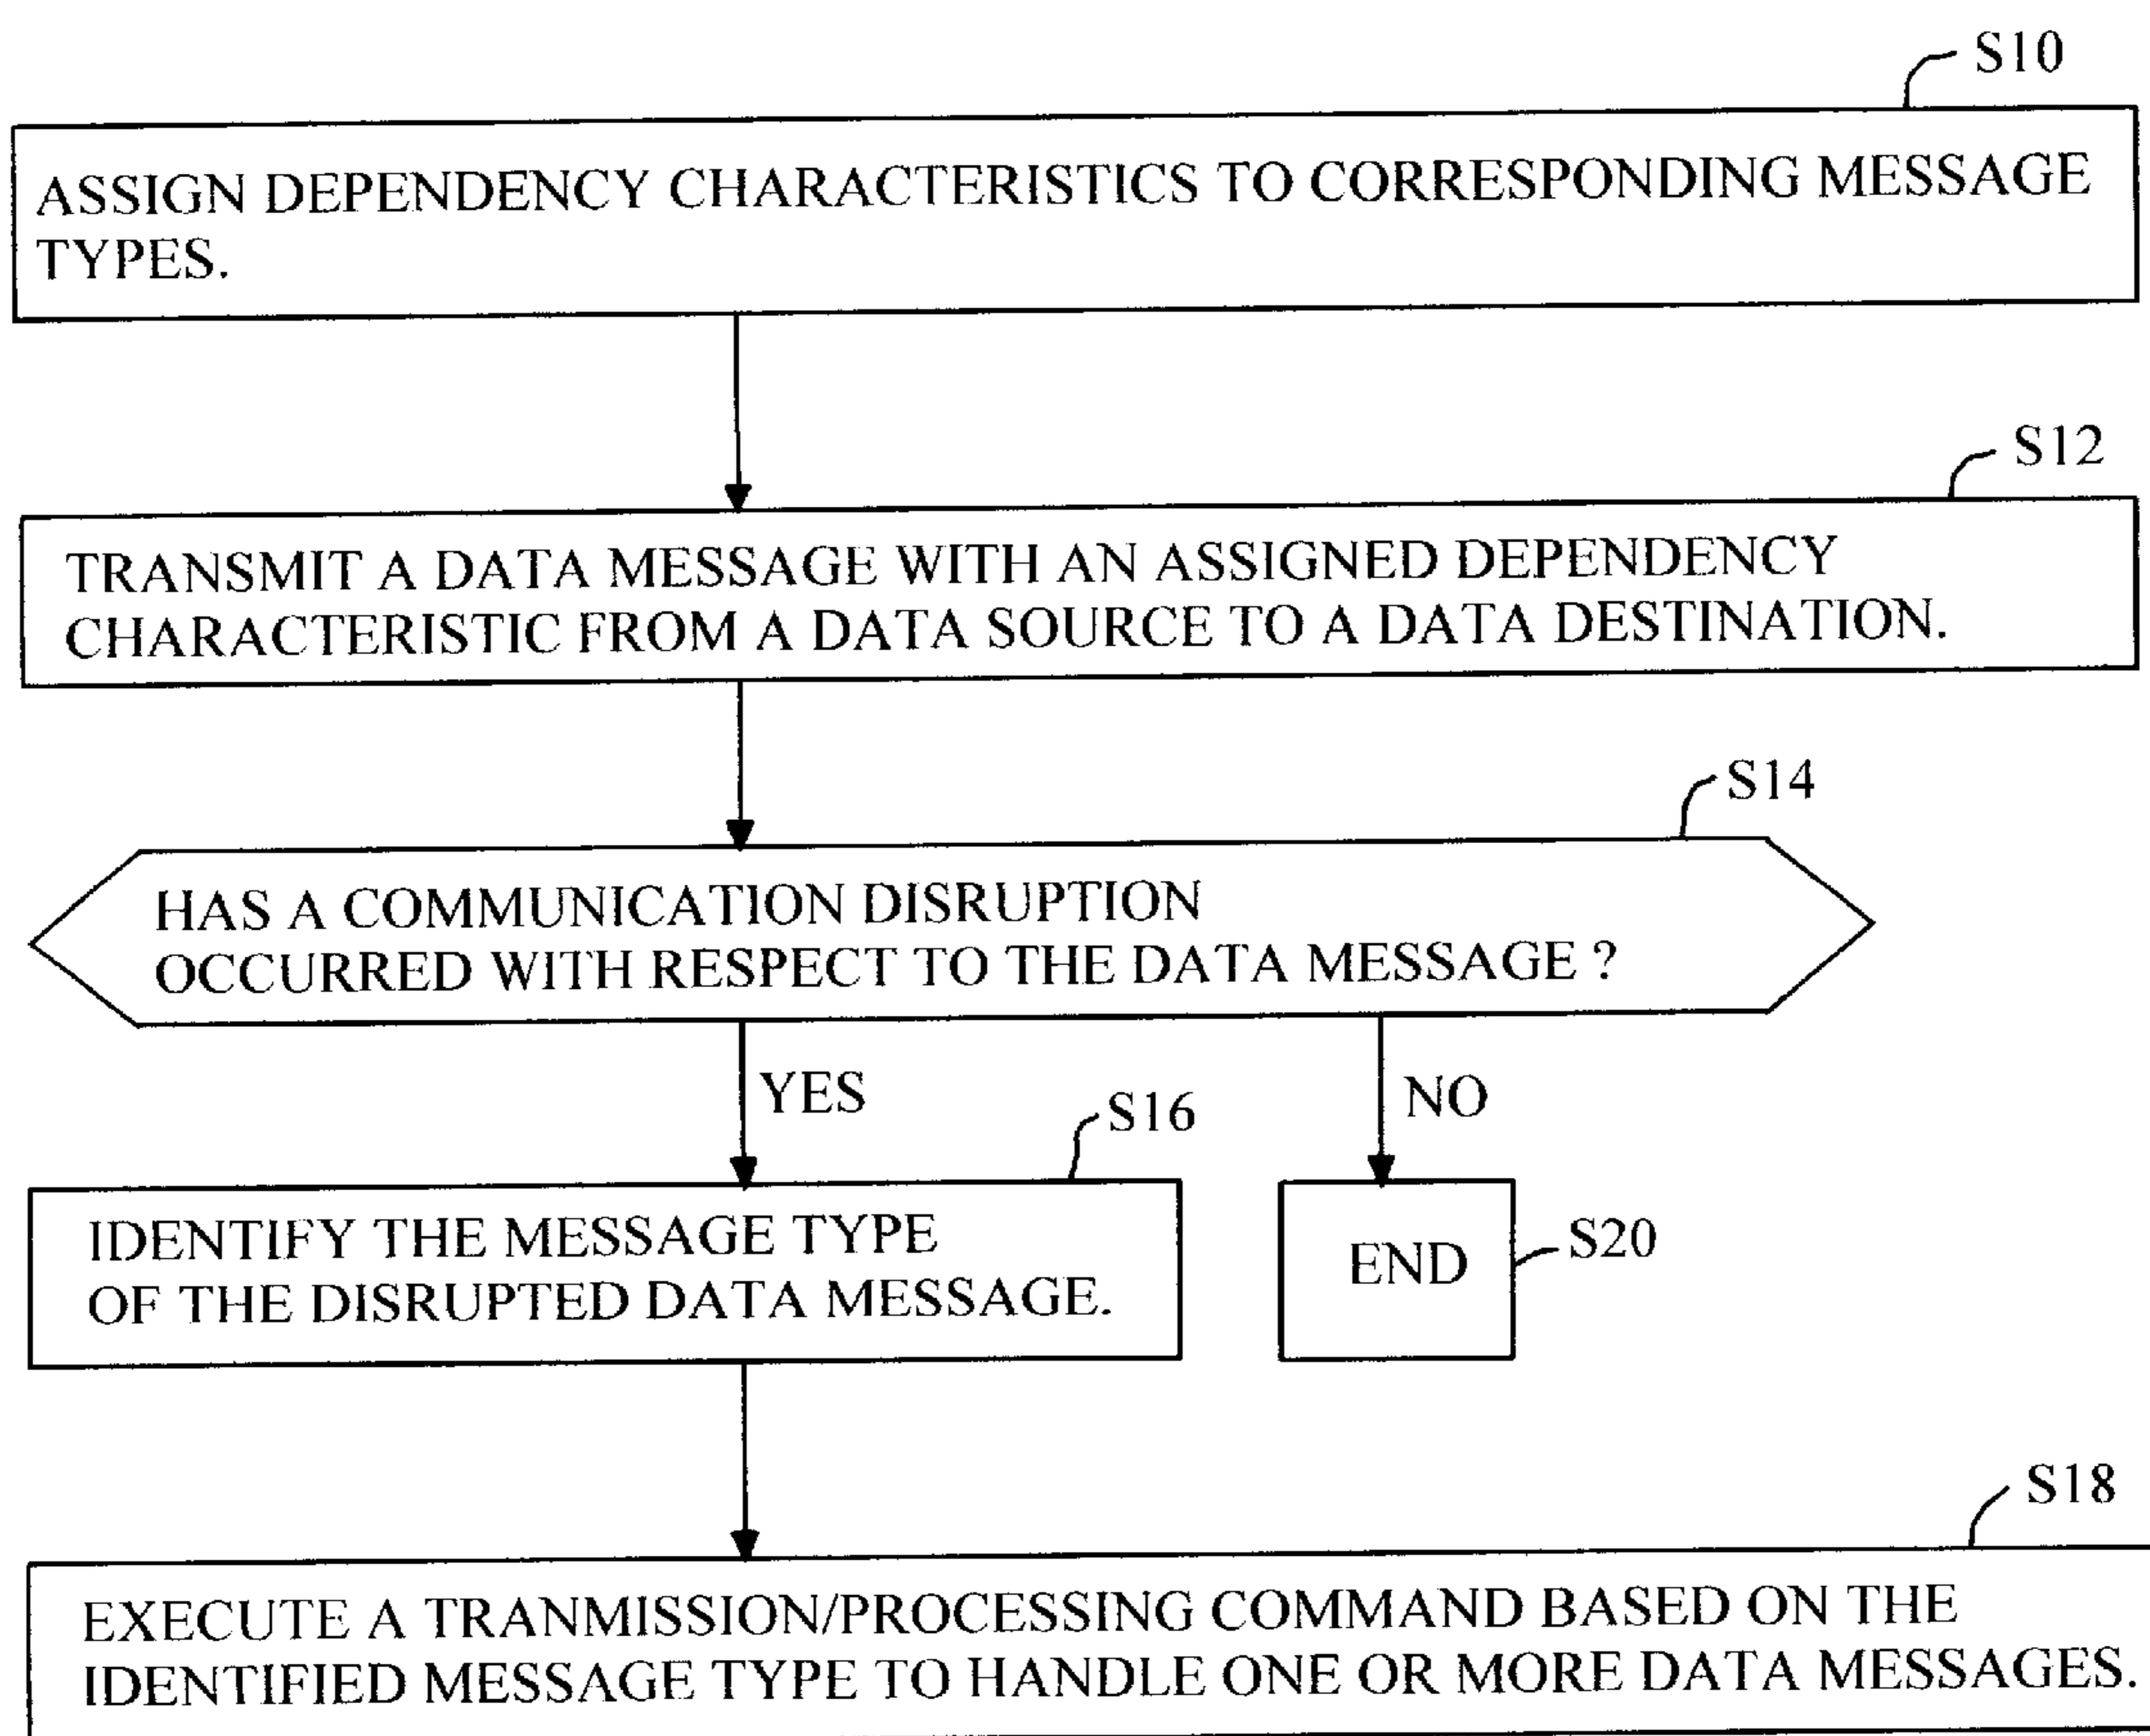 S10
ASSIGN DEPENDENCY CHARACTERISTICS TO CORRESPONDING MESSAGE
TYPES.
S12
TRANSMIT A DATA MESSAGE WITH AN ASSIGNED DEPENDENCY
CHARACTERISTIC FROM A DATA SOURCE TO A DATA DESTINATION.
S14
HAS A COMMUNICATION DISRUPTION
OCCURRED WITH RESPECT TO THE DATA MESSAGE ?
YES
NO
S16
IDENTIFY THE MESSAGE TYPE
OF THE DISRUPTED DATA MESSAGE.
END
S20
S18
EXECUTE A TRANMISSION/PROCESSING COMMAND BASED ON THE
IDENTIFIED MESSAGE TYPE TO HANDLE ONE OR MORE DATA MESSAGES.